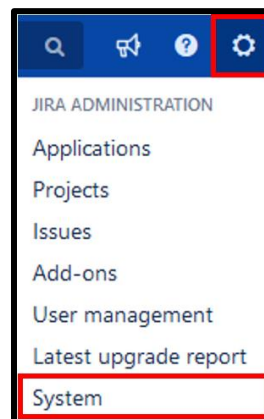 JIRA ADMINISTRATION
Applications
Projects
Issues
Add-ons
User management
Latest upgrade report
System